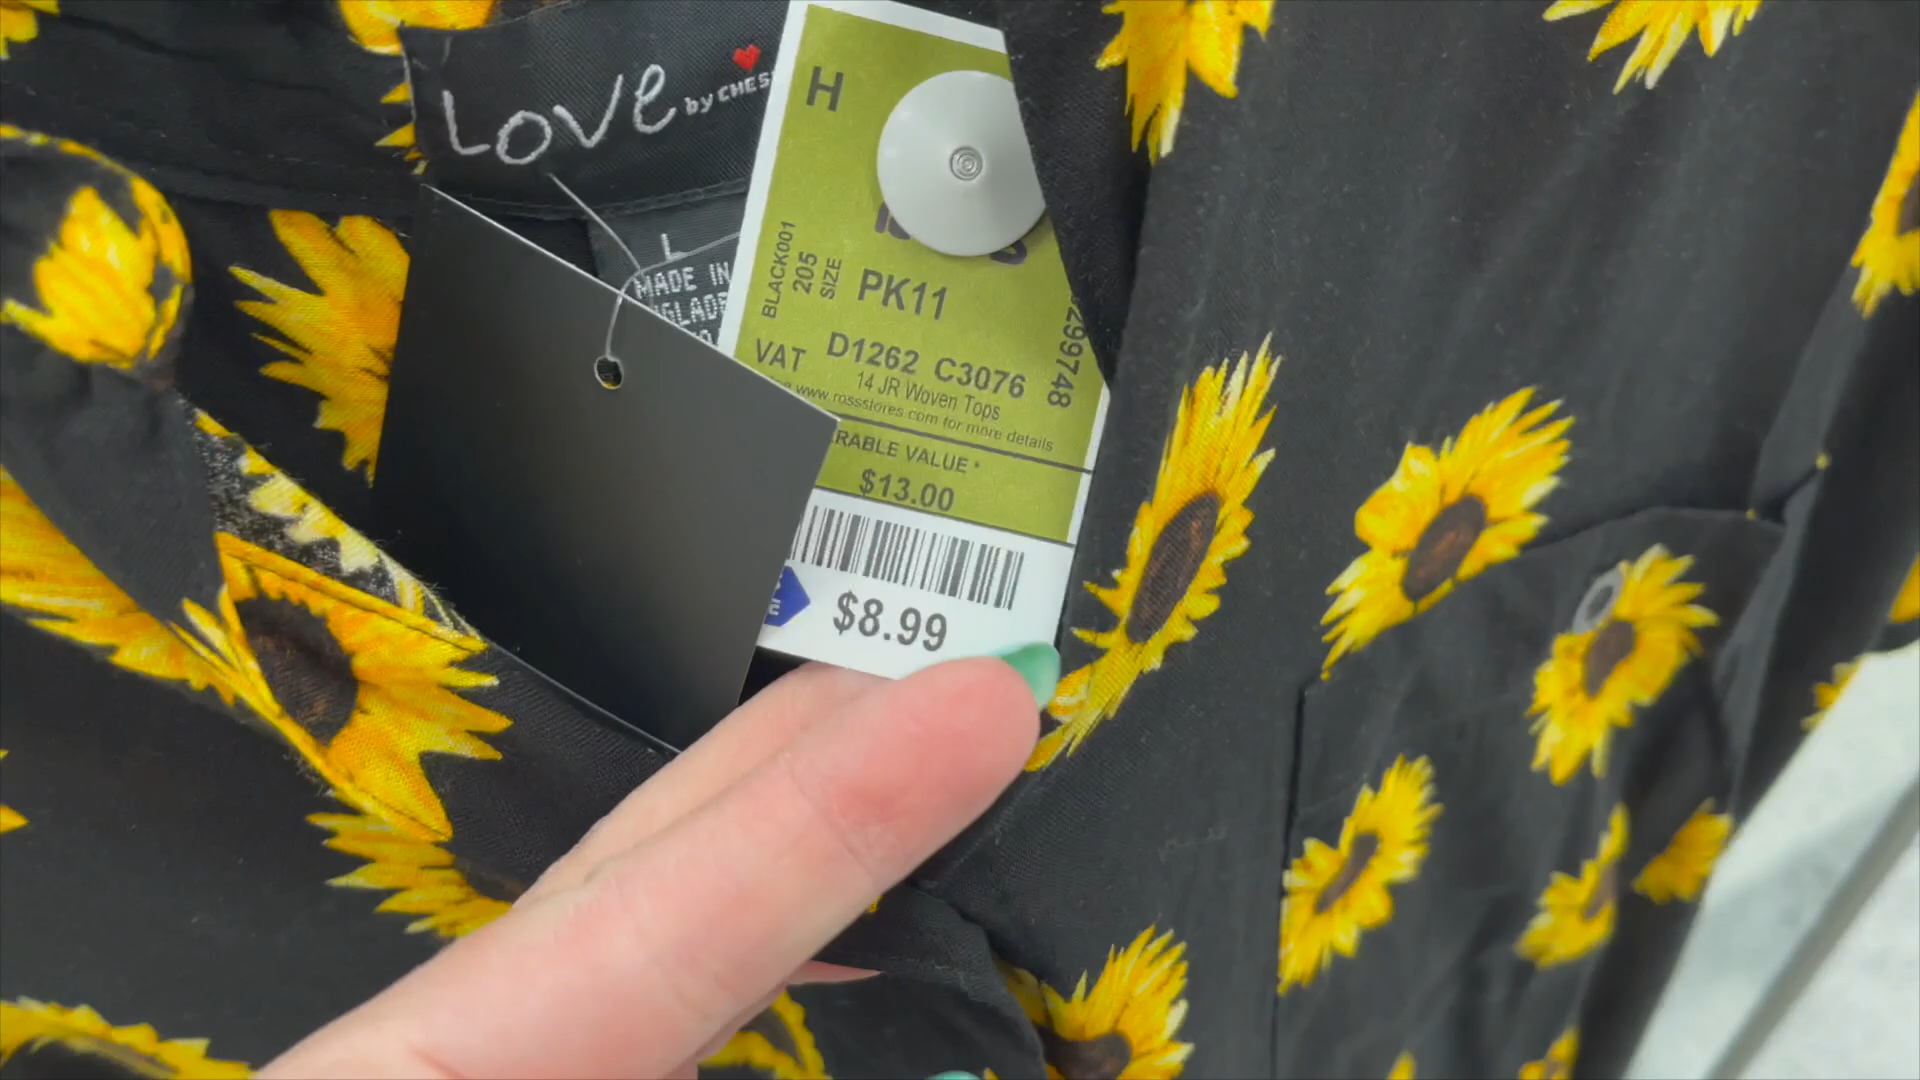 LOVE
by CHES
L
MADE IN
H
BLACK001
205
SIZE
PK11
VAT
D1262 C3076
299748
14 JR Woven Tops
www.rossstores.com for more details
RABLE VALUE *
$13.00
$8.99